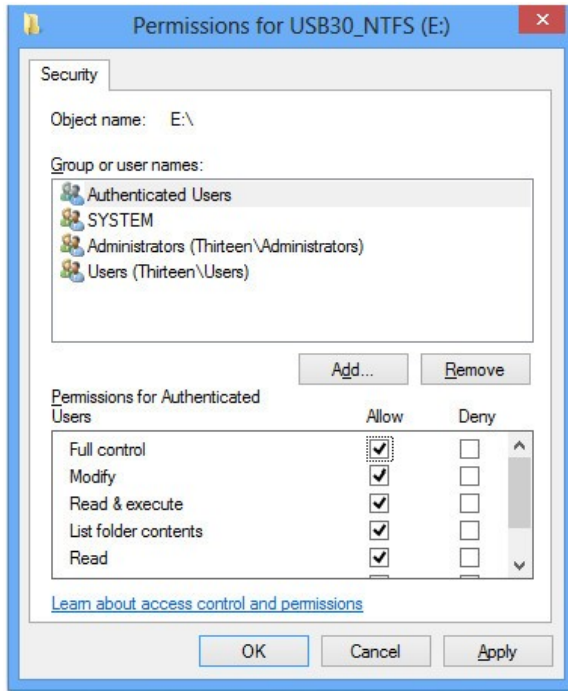 Permissions for USB30_NTFS (E:)
Security
Object name: E:\
Group or user names:
Authenticated Users
SYSTEM
Administrators (Thirteen\Administrators)
Users (Thirteen\Users)
Add... Remove
Permissions for Authenticated
Users Allow Deny
Full control
Modify
Read & execute
List folder contents
Read
Learn about access control and permissions
OK Cancel Apply